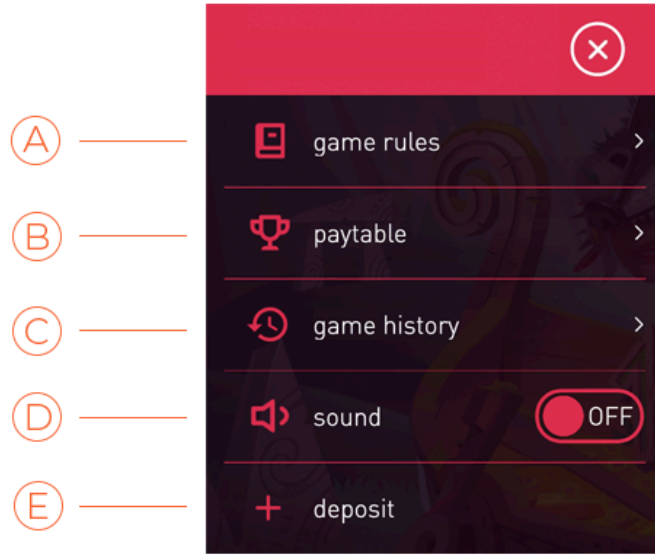 A game rules
B paytable
C game history
D sound OFF
E deposit